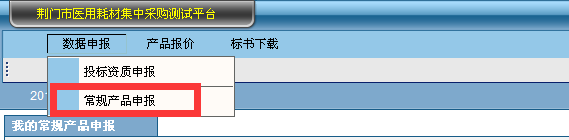 荆门市医用耗材集中采购测试平台
数据申报 产品报价 标书下载
投标资质申报
常规产品申报
20
我的常规产品申报